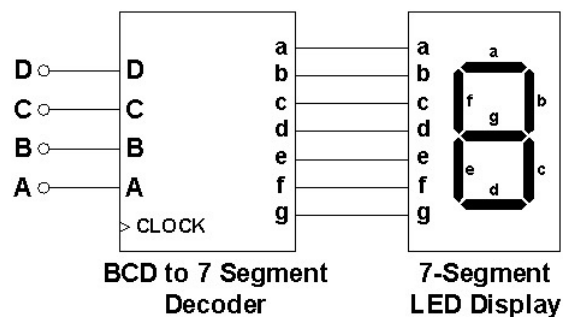 D D a a
C C b b
B B c c
A A d d
e e
f f
g g
> CLOCK
a
f b
g
e c
d
BCD to 7 Segment
Decoder
7-Segment
LED Display